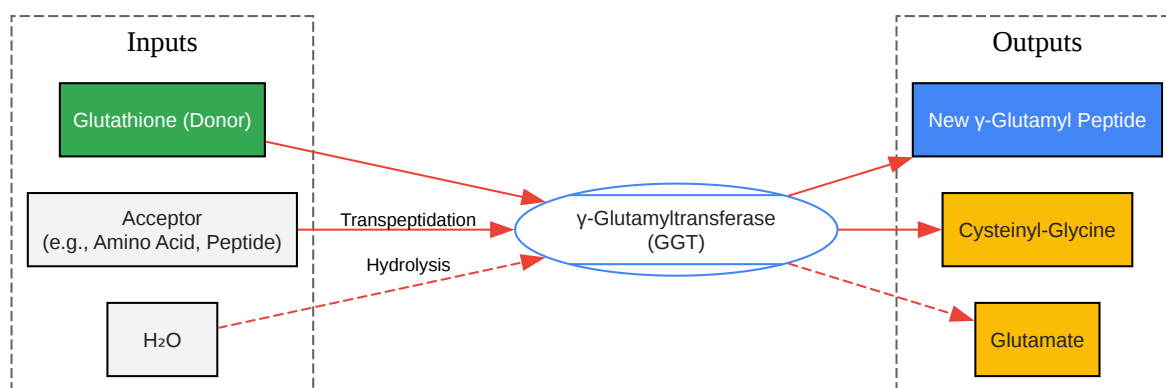 Inputs
Outputs
Glutathione (Donor)
New γ-Glutamyl Peptide
Acceptor
(e.g., Amino Acid, Peptide)
Transpeptidation
γ-Glutamyltransferase
(GGT)
Cysteinyl-Glycine
Hydrolysis
H₂O
Glutamate